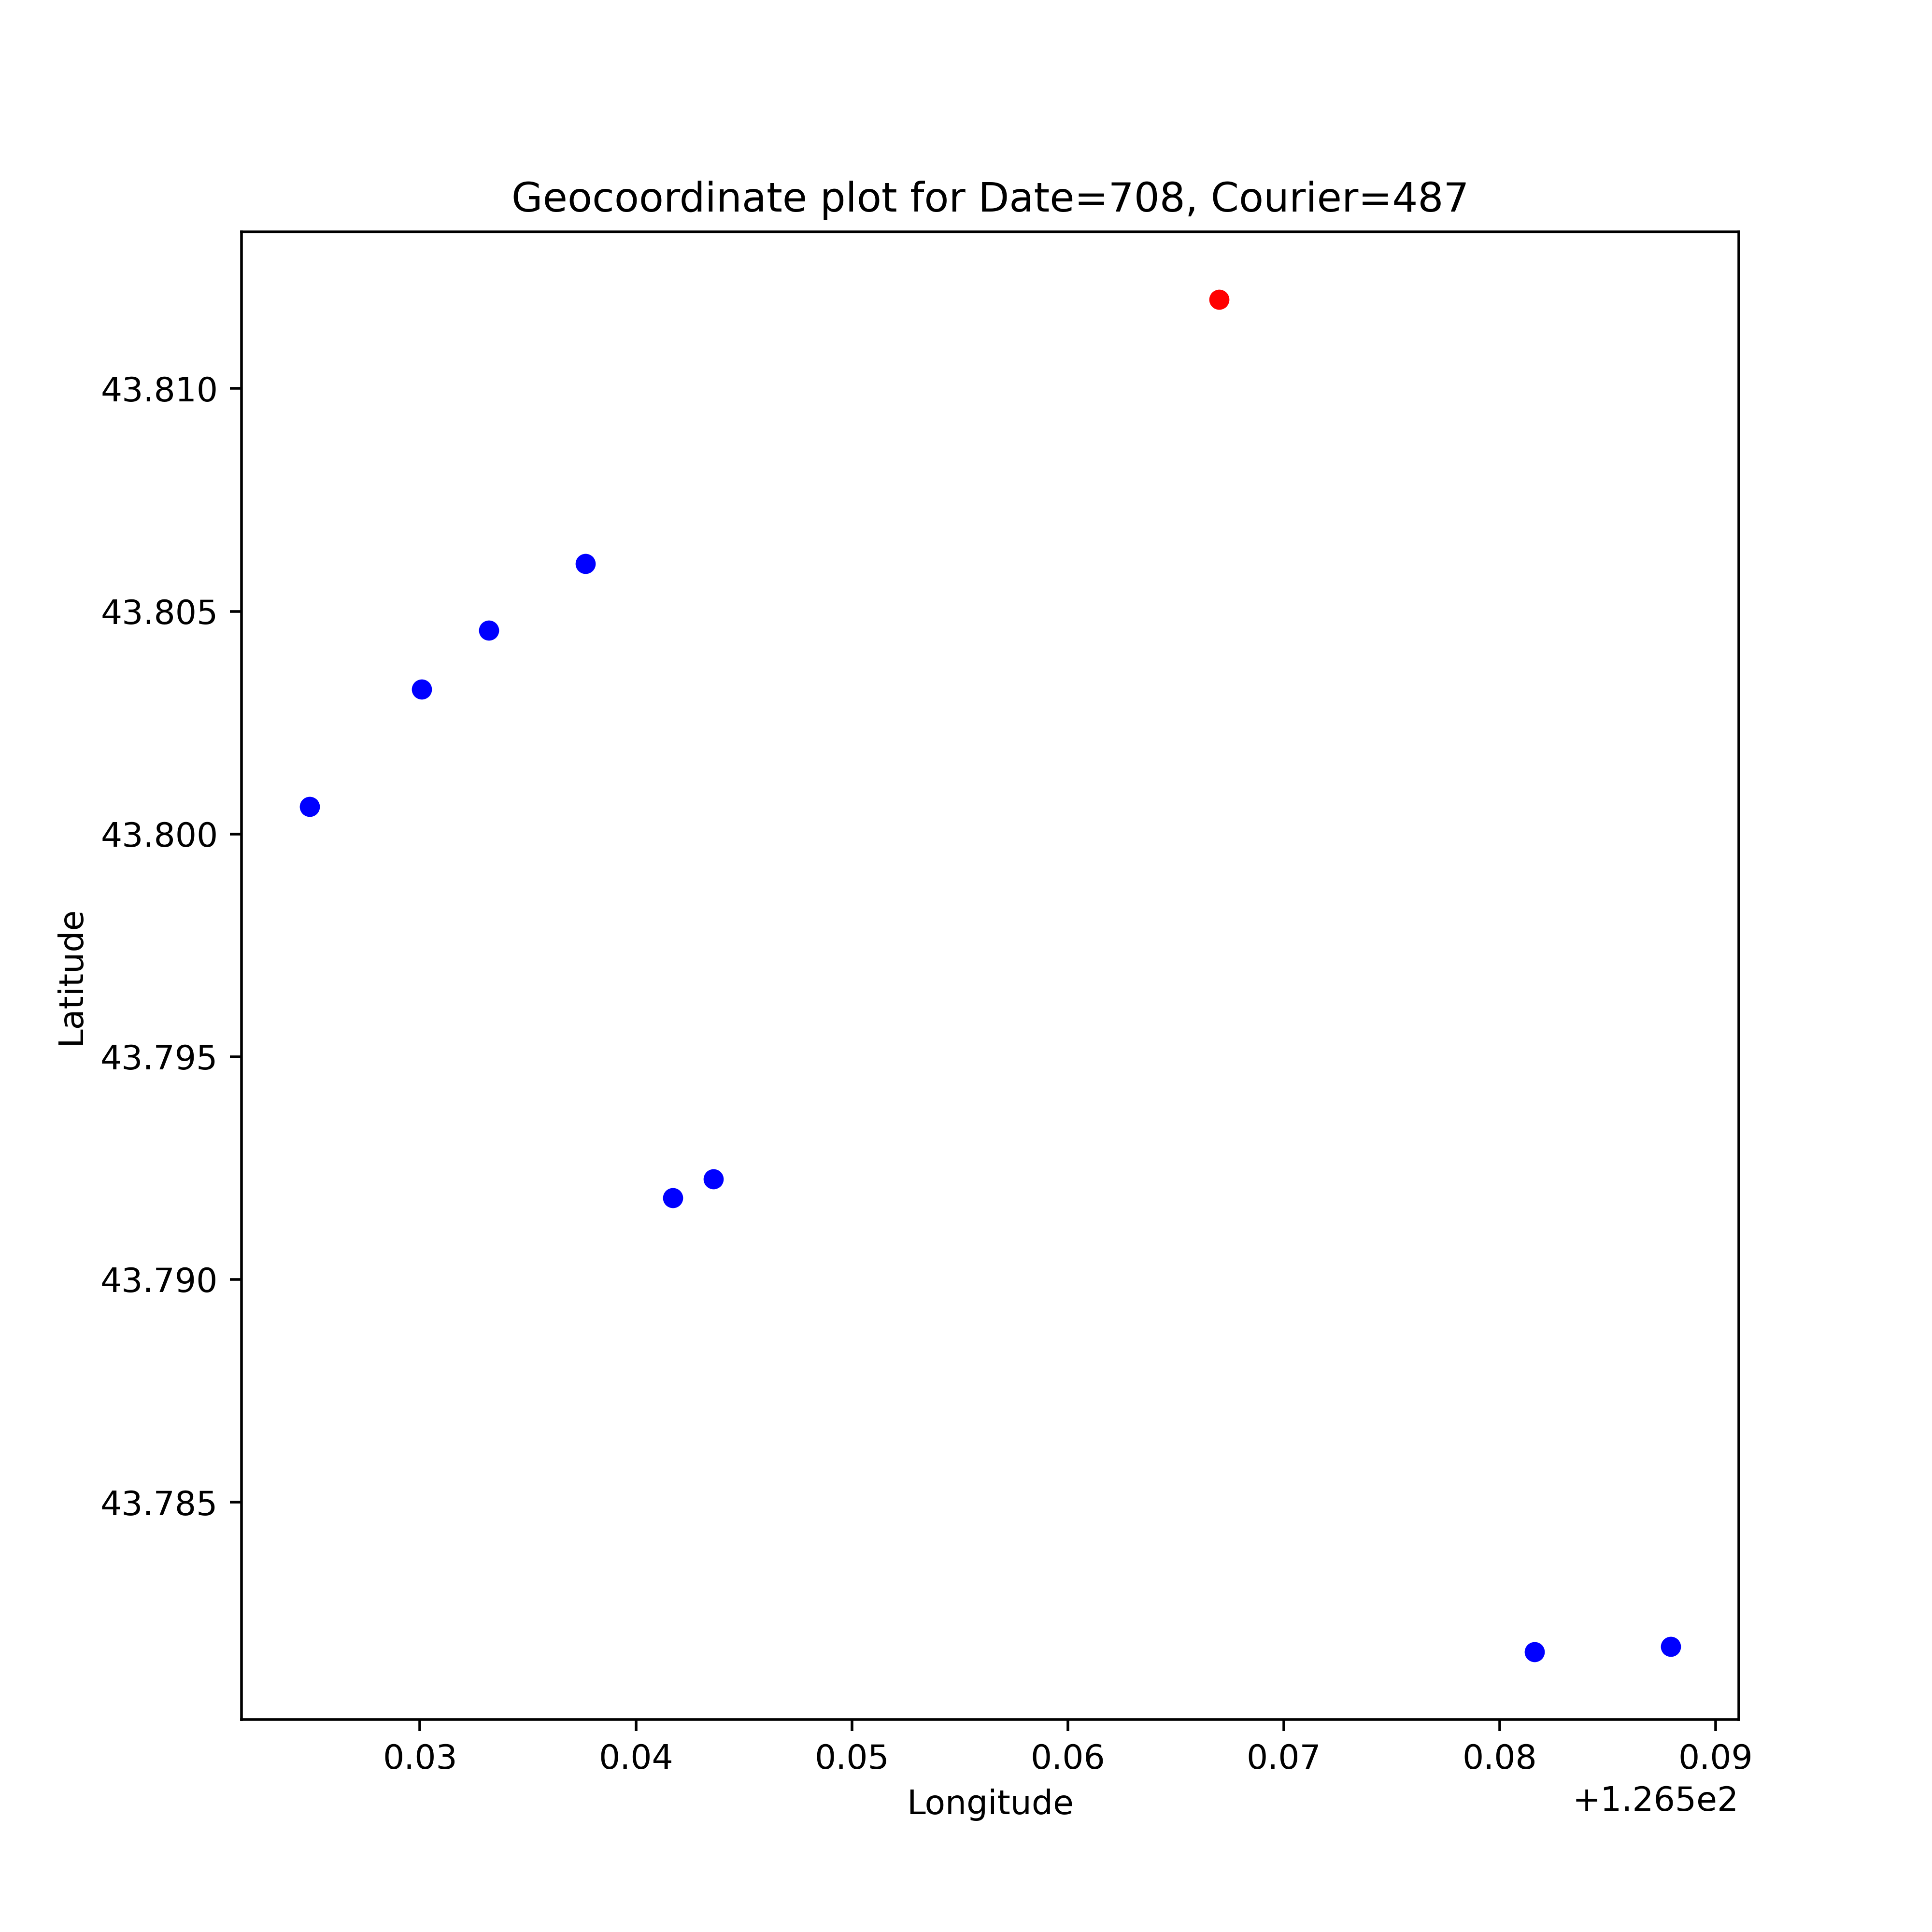 Geocoordinate plot for Date=708, Courier=487
43.810
43.805
43.800
43.795
43.790
43.785
Latitude
0.03 0.04 0.05 0.06 0.07 0.08 0.09
+1.265e2
Longitude